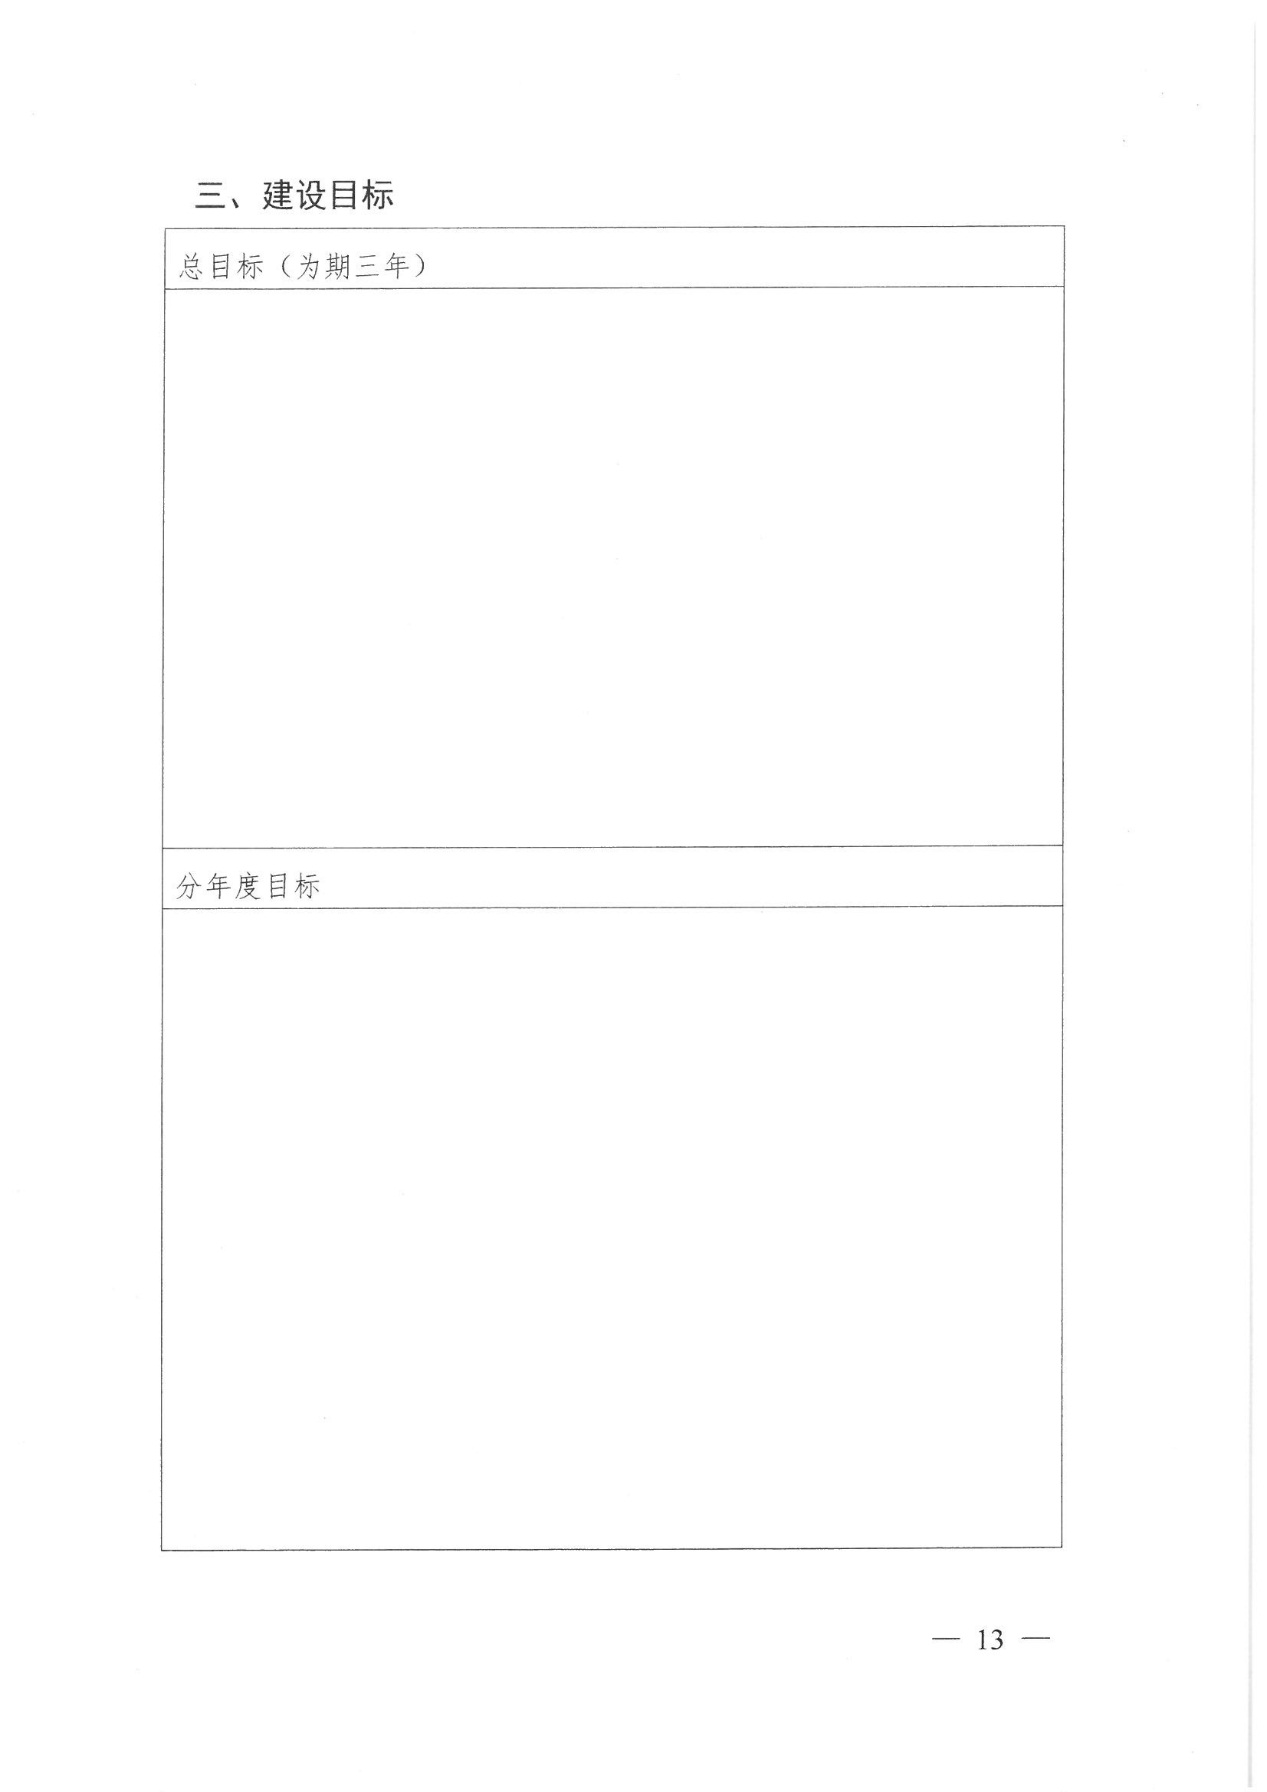 三、建设目标
总目标（为期三年）
分年度目标
— 13 —